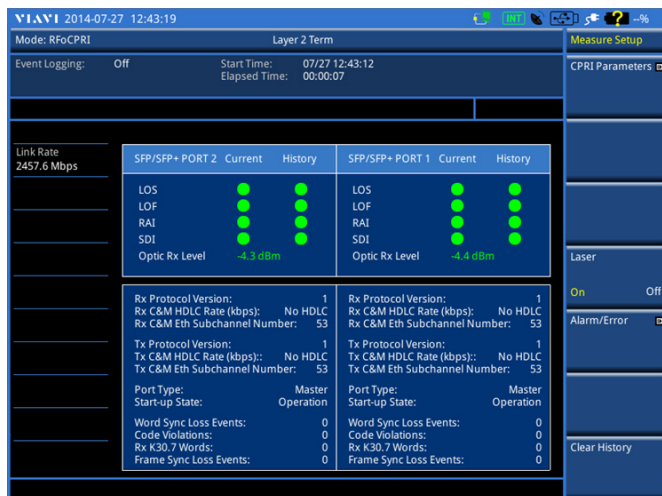 VIAVI 2014-07-27 12:43:19 INT --%
Mode: RFoCPRI Layer 2 Term Measure Setup
Event Logging: Off Start Time: 07/27 12:43:12
Elapsed Time: 00:00:07
CPRI Parameters
Link Rate
2457.6 Mbps
SFP/SFP+ PORT 2 Current History
LOS
LOF
RAI
SDI
Optic Rx Level -4.3 dBm
SFP/SFP+ PORT 1 Current History
LOS
LOF
RAI
SDI
Optic Rx Level -4.4 dBm
Rx Protocol Version: 1
Rx C&M HDLC Rate (kbps): No HDLC
Rx C&M Eth Subchannel Number: 53
Tx Protocol Version: 1
Tx C&M HDLC Rate (kbps):: No HDLC
Tx C&M Eth Subchannel Number: 53
Port Type: Master
Start-up State: Operation
Word Sync Loss Events: 0
Code Violations: 0
Rx K30.7 Words: 0
Frame Sync Loss Events: 0
Rx Protocol Version: 1
Rx C&M HDLC Rate (kbps): No HDLC
Rx C&M Eth Subchannel Number: 53
Tx Protocol Version: 1
Tx C&M HDLC Rate (kbps):: No HDLC
Tx C&M Eth Subchannel Number: 53
Port Type: Master
Start-up State: Operation
Word Sync Loss Events: 0
Code Violations: 0
Rx K30.7 Words: 0
Frame Sync Loss Events: 0
Laser
On Off
Alarm/Error
Clear History